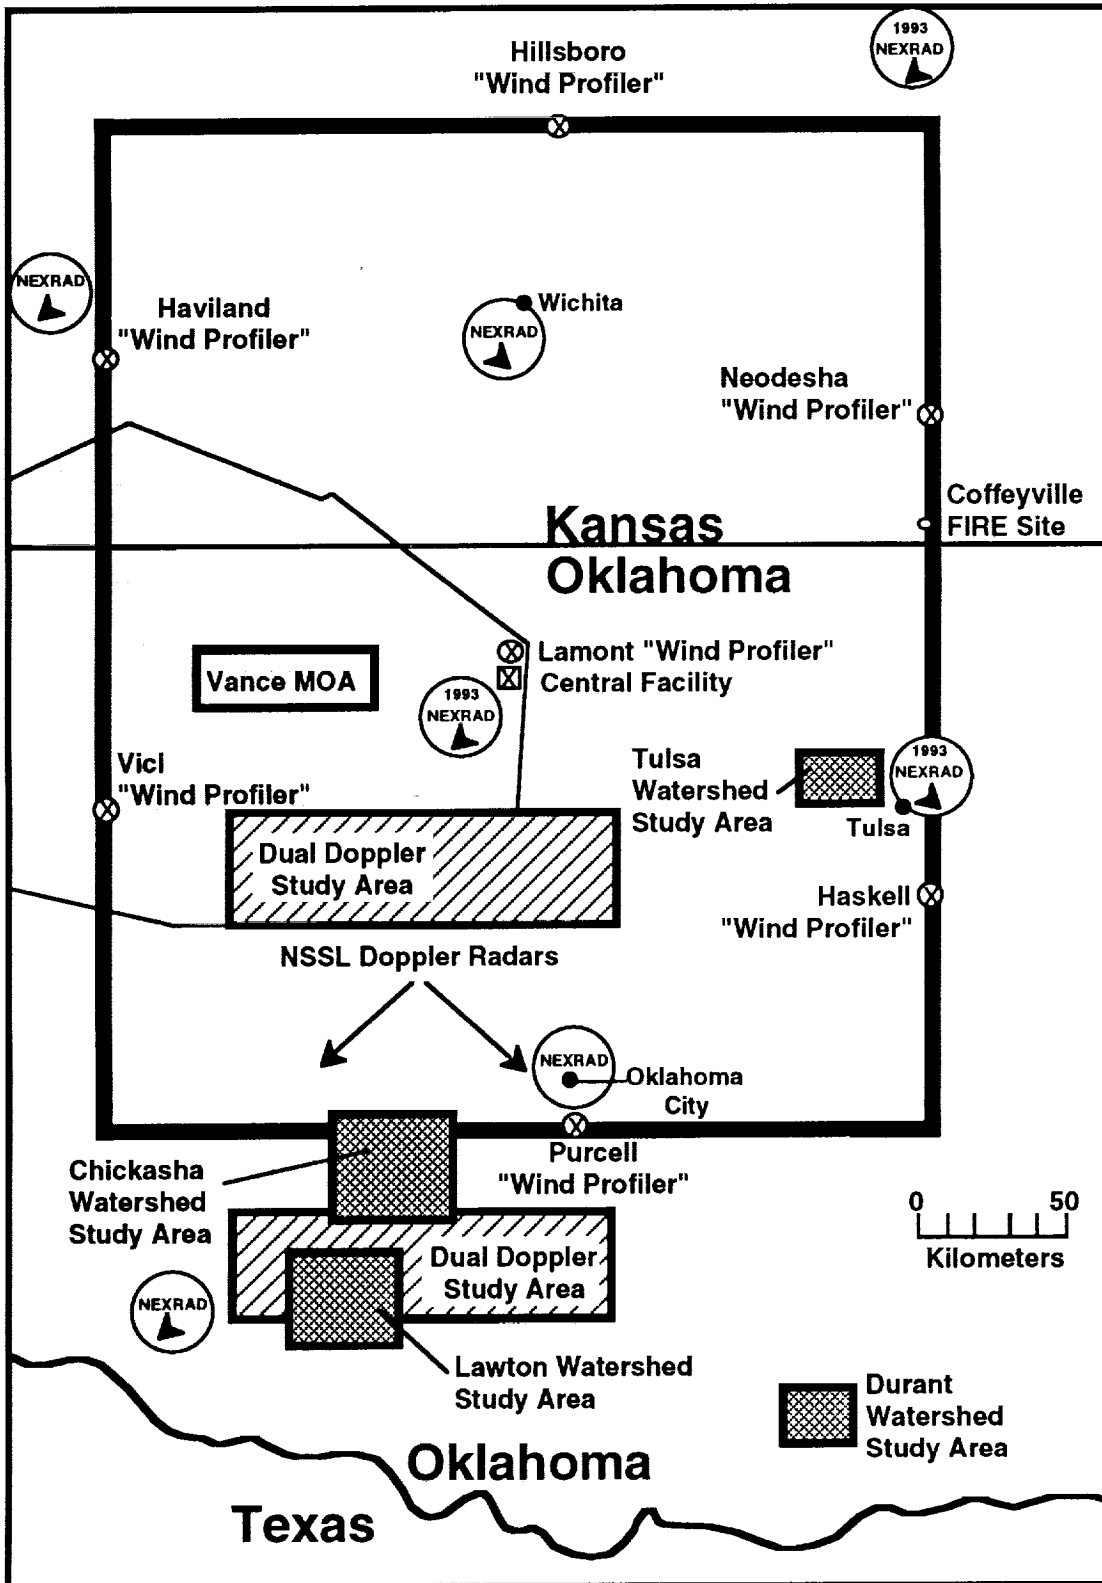 1993
NEXRAD
Hillsboro
"Wind Profiler"
NEXRAD
Haviland
"Wind Profiler"
Wichita
NEXRAD
Neodesha
"Wind Profiler"
Coffeyville
FIRE Site
Kansas
Oklahoma
Lamont "Wind Profiler"
Central Facility
Vance MOA
1993
NEXRAD
Vici
"Wind Profiler"
Tulsa
Watershed
Study Area
1993
NEXRAD
Tulsa
Dual Doppler
Study Area
Haskell
"Wind Profiler"
NSSL Doppler Radars
NEXRAD
Oklahoma
City
Purcell
"Wind Profiler"
Chickasha
Watershed
Study Area
0 50
Kilometers
Dual Doppler
Study Area
NEXRAD
Lawton Watershed
Study Area
Durant
Watershed
Study Area
Oklahoma
Texas